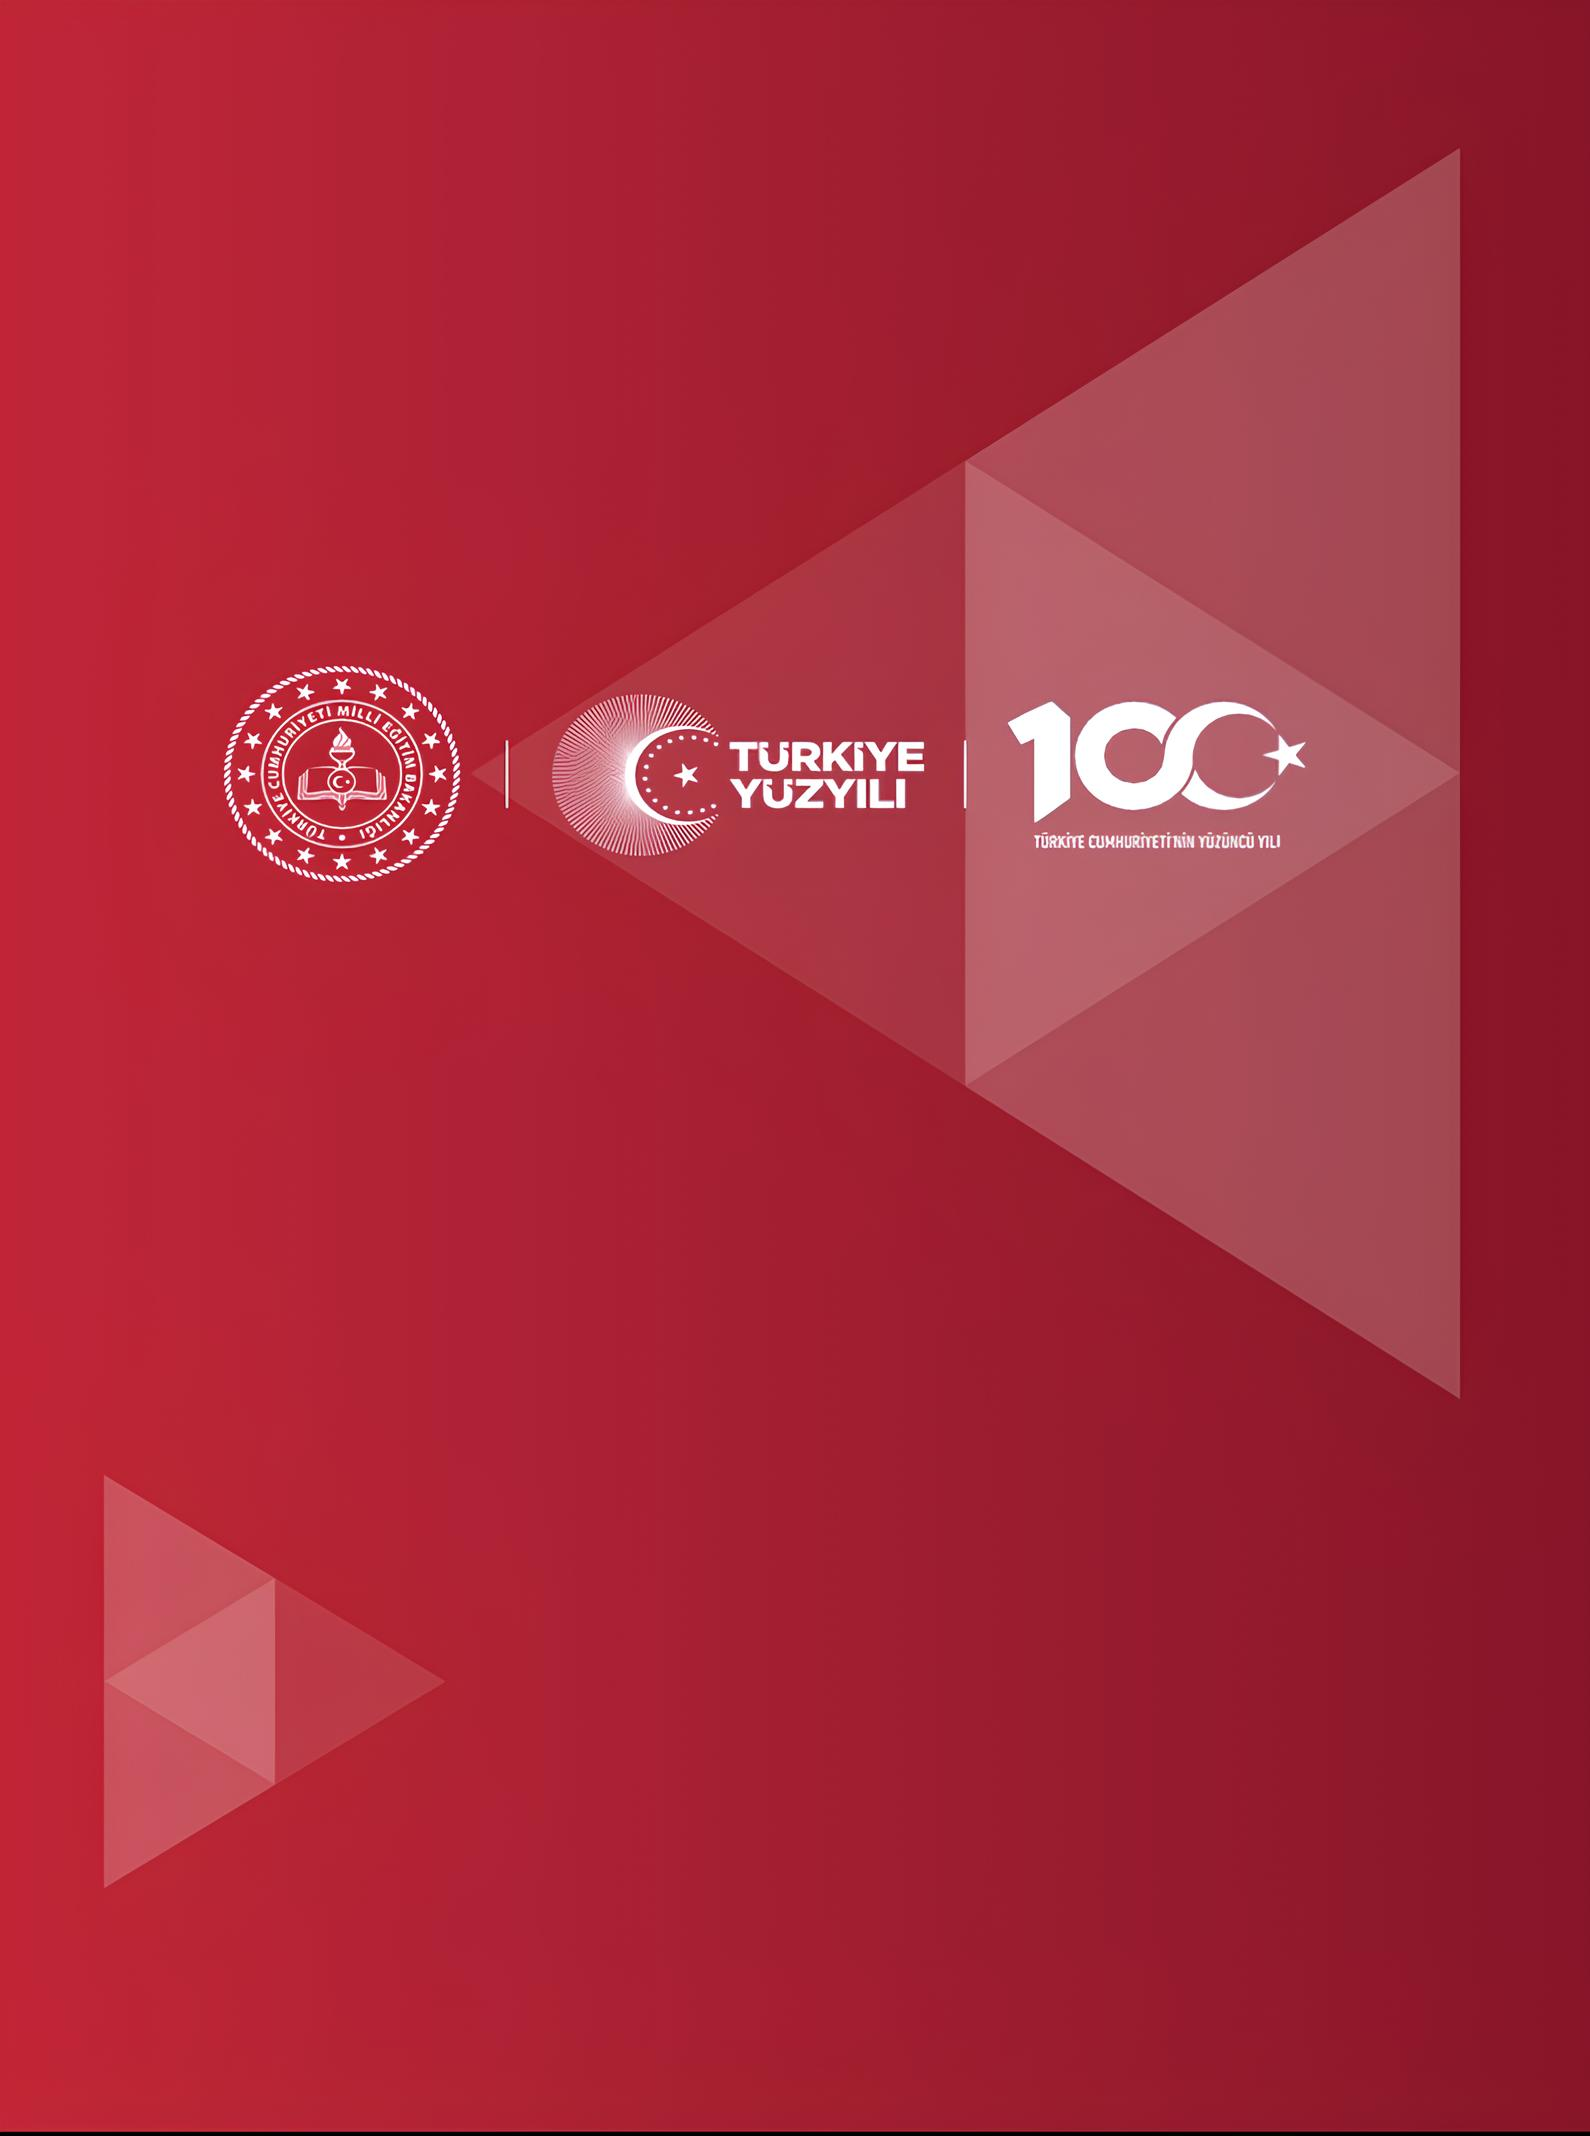 TÜRKİYE CUMHURİYETİ MİLLÎ EĞİTİM BAKANLIĞI
TÜRKİYE
YÜZYILI
100
TÜRKİYE CUMHURİYETİ'NİN YÜZÜNCÜ YILI